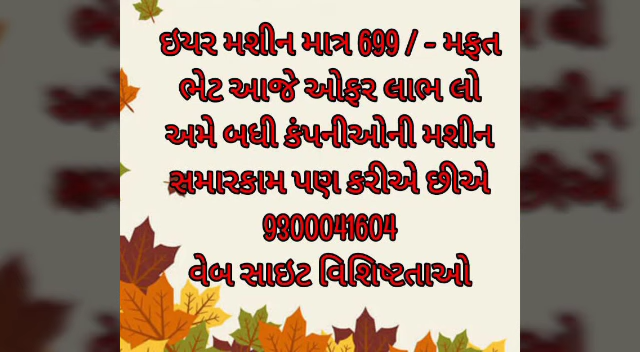 ઇયર મશીન માત્ર 699 / - મફત
ભેટ આજે ઓફર લાભ લો
અમે બધી કંપનીઓની મશીન
સમારકામ પણ કરીએ છીએ
9300041604
વેબ સાઇટ વિશિષ્ટતાઓ